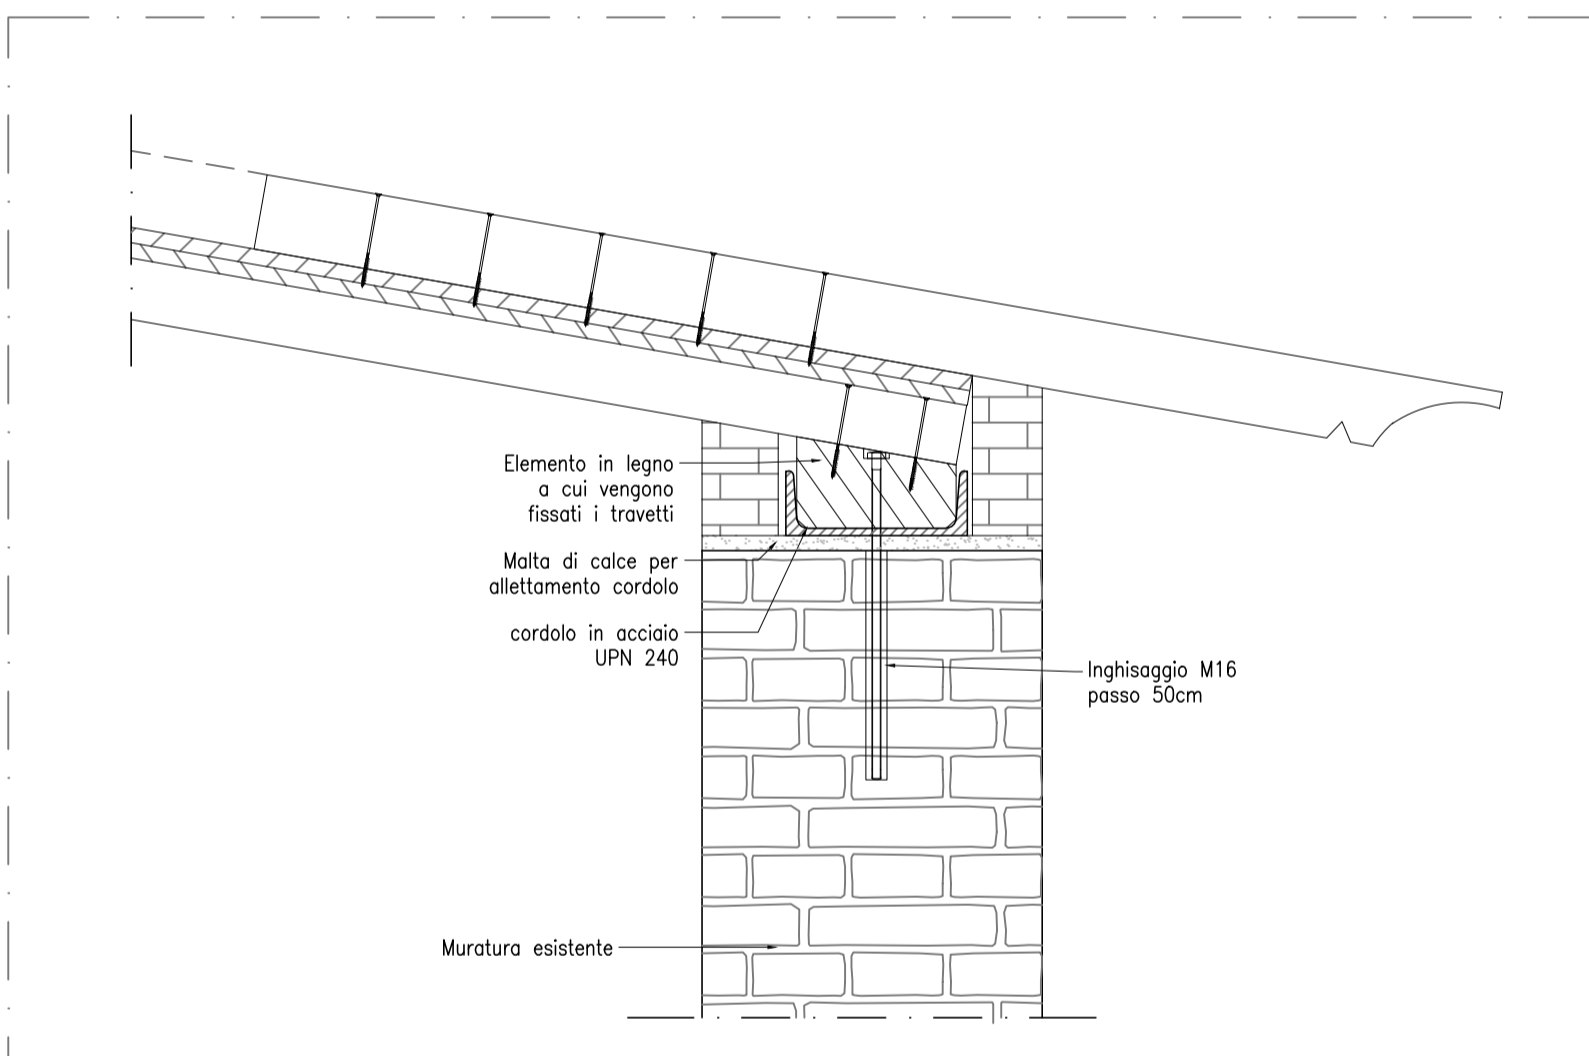 Elemento in legno
a cui vengono
fissati i travetti
Malta di calce per
allettamento cordolo
cordolo in acciaio
UPN 240
Inghisaggio M16
passo 50cm
Muratura esistente